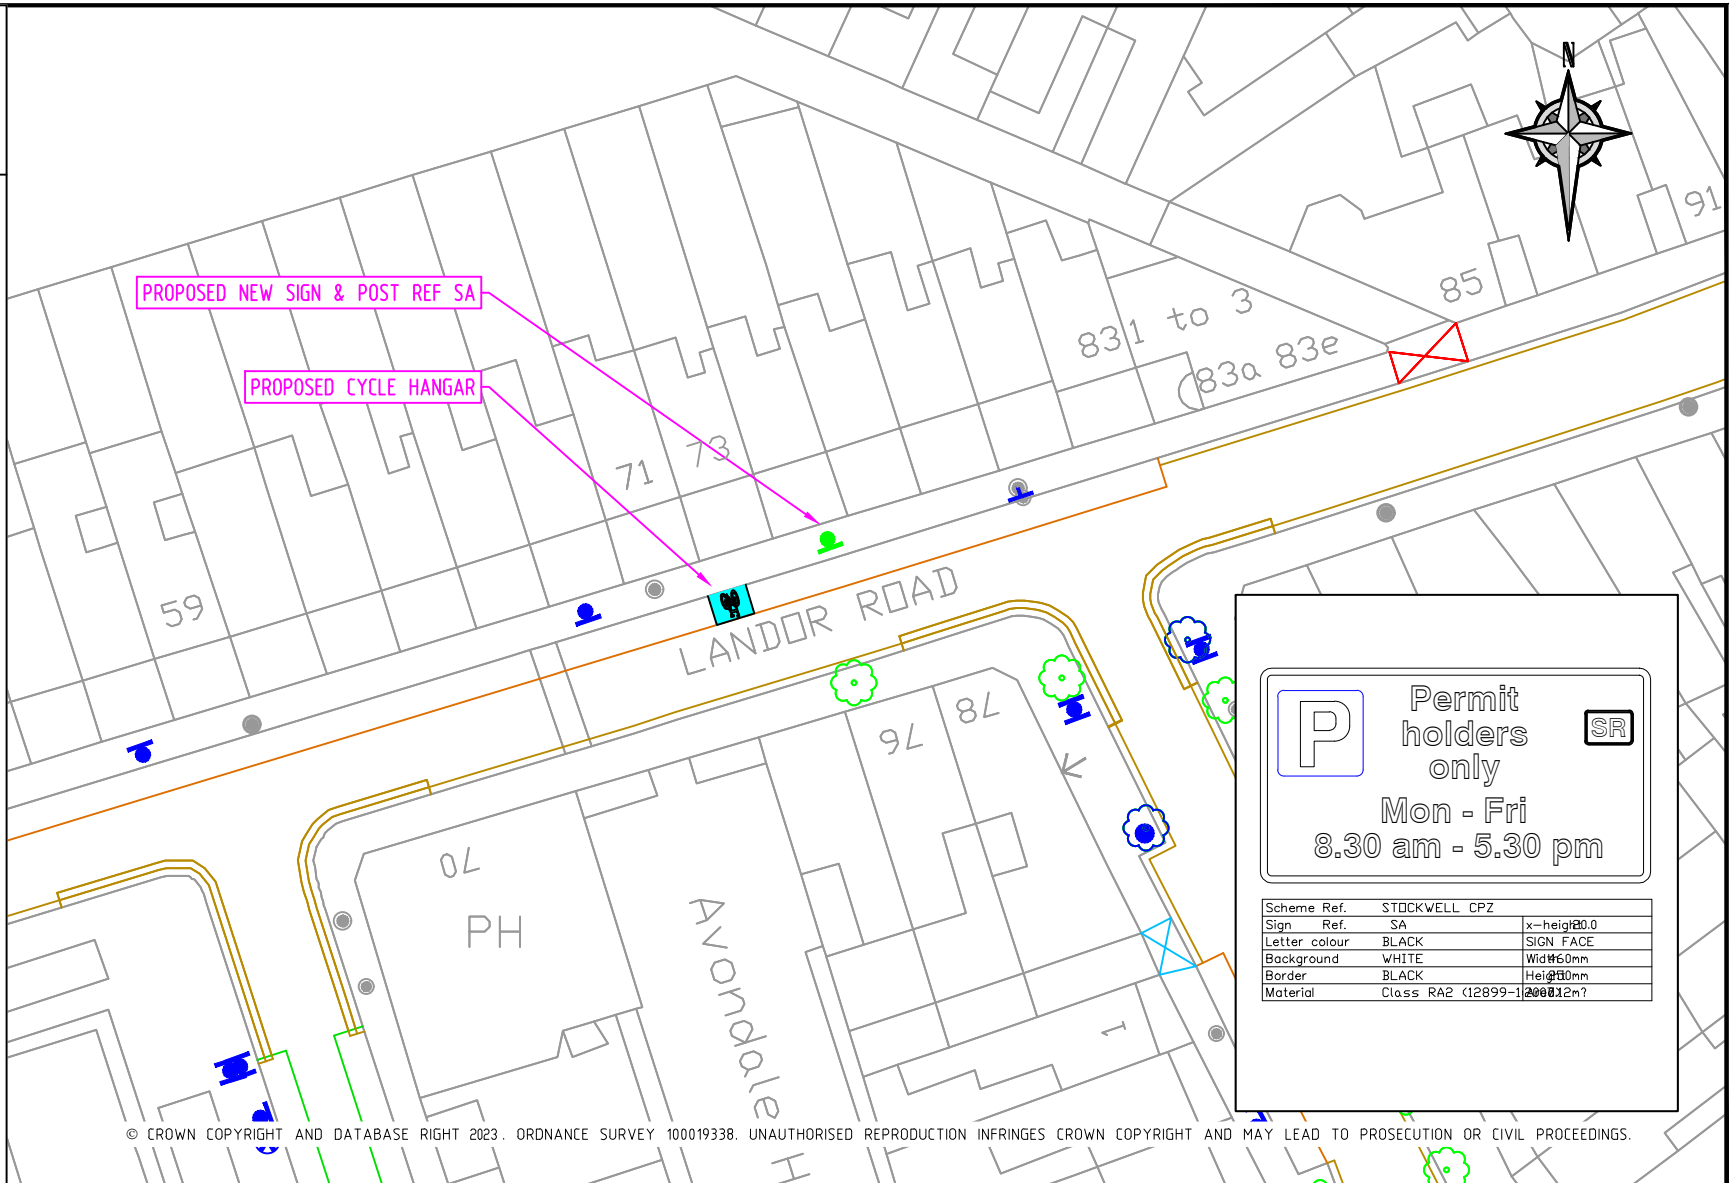 N
91
85
PROPOSED NEW SIGN & POST REF SA
831 to 3
83a 83e
PROPOSED CYCLE HANGAR
73
71
59
LANDOR ROAD
78
76
70
PH
Avondale
1
P
Permit
holders
only
SR
Mon - Fri
8.30 am - 5.30 pm
Scheme Ref. STOCKWELL CPZ
Sign Ref. SA x-height
Letter colour BLACK SIGN FACE
Background WHITE
Border BLACK
Material Class RA2
© CROWN COPYRIGHT AND DATABASE RIGHT 2023. ORDNANCE SURVEY 100019338. UNAUTHORISED REPRODUCTION INFRINGES CROWN COPYRIGHT AND MAY LEAD TO PROSECUTION OR CIVIL PROCEEDINGS.